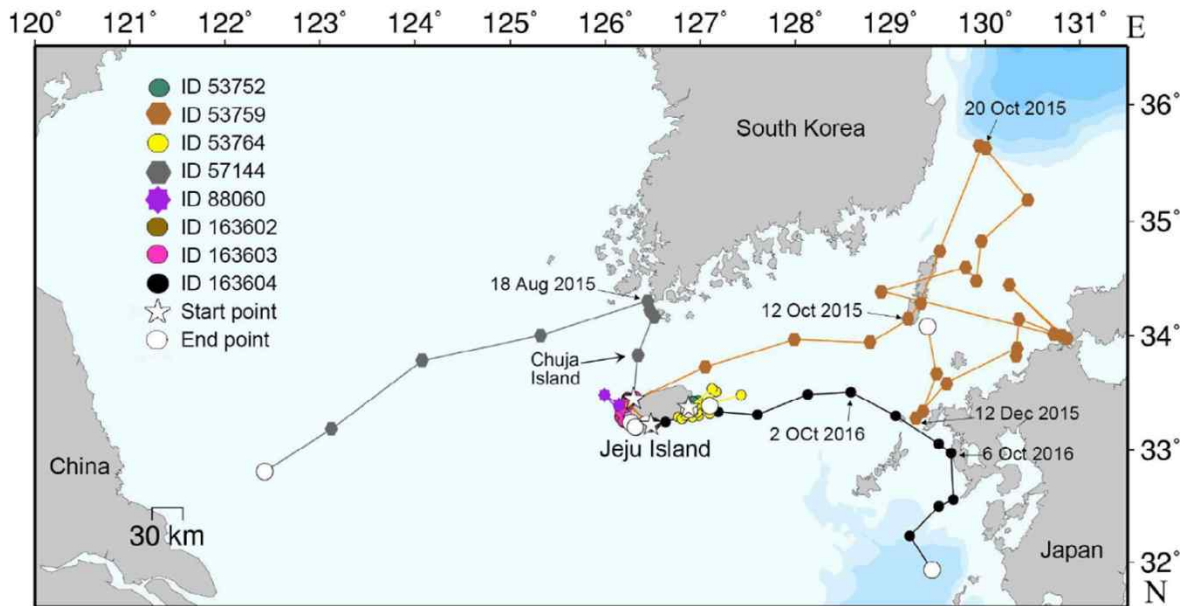 120° 121° 122° 123° 124° 125° 126° 127° 128° 129° 130° 131° E
ID 53752
ID 53759
ID 53764
ID 57144
ID 88060
ID 163602
ID 163603
ID 163604
Start point
End point
South Korea
20 Oct 2015
36°
35°
18 Aug 2015
12 Oct 2015
34°
Chuja
Island
12 Dec 2015
2 OCt 2016
Jeju Island
6 Oct 2016
33°
China
30 km
Japan
32°
N